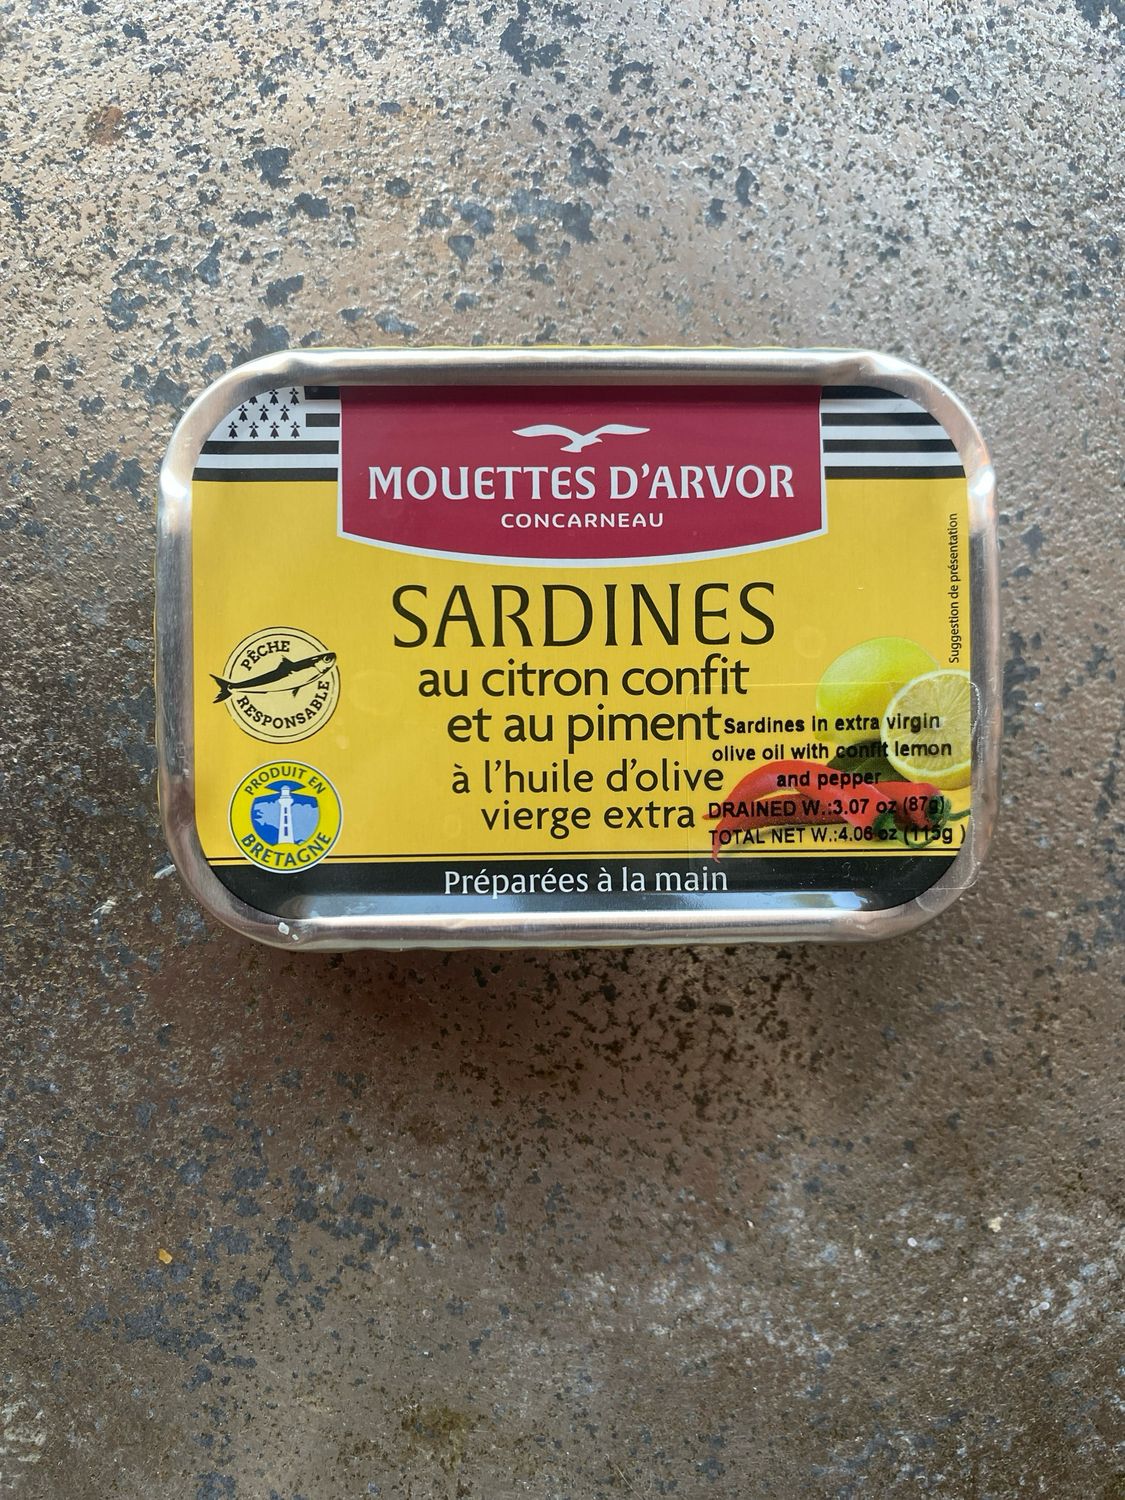 MOUETTES D'ARVOR
CONCARNEAU
SARDINES
au citron confit
et au piment
à l'huile d'olive
vierge extra
Préparées à la main
PÊCHE
RESPONSABLE
PRODUIT EN
BRETAGNE
Suggestion de présentation
Sardines in extra virgin
olive oil with confit lemon
and pepper
DRAINED W.:3.07 oz (87g)
TOTAL NET W.:4.06 oz (115g )